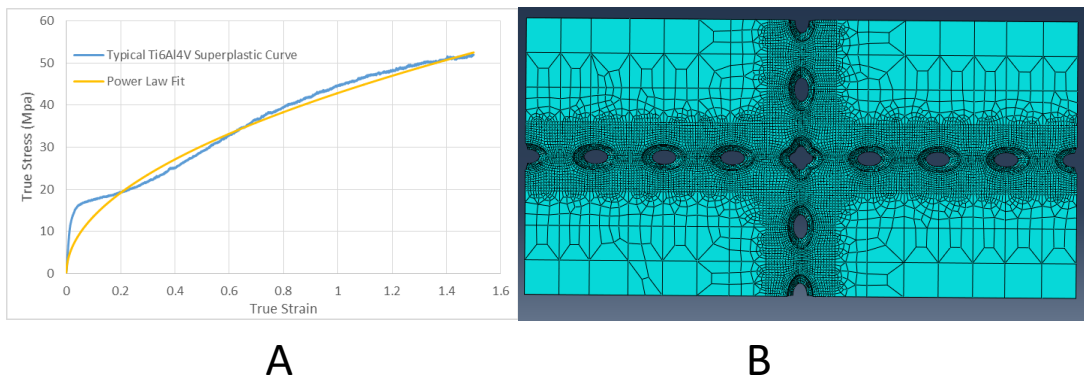 60
50
40
30
20
10
0
True Stress (Mpa)
Typical Ti6Al4V Superplastic Curve
Power Law Fit
0 0.2 0.4 0.6 0.8 1 1.2 1.4 1.6
True Strain
A
B